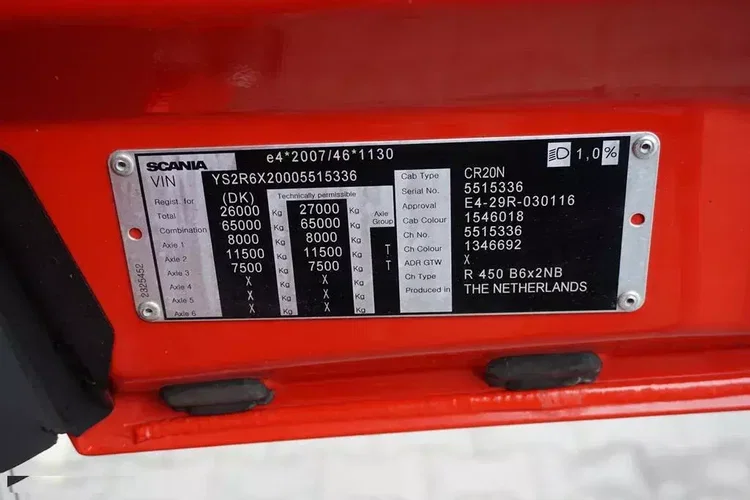 SCANIA e4*2007/46*1130 1,0%
VIN YS2R6X20005515336
Regist. for (DK) Technically permissible
Total 26000 Kg 27000 Kg Axle Group
Combination 65000 Kg 65000 Kg
Axle 1 8000 Kg 8000 Kg
Axle 2 11500 Kg 11500 Kg T
Axle 3 7500 Kg 7500 Kg T
Axle 4 X Kg X Kg
Axle 5 X Kg X Kg
Axle 6 X Kg X Kg
2325452
Cab Type CR20N
Serial No. 5515336
Approval E4-29R-030116
Cab Colour 1546018
Ch No. 5515336
Ch Colour 1346692
ADR GTW X
Ch Type R 450 B6x2NB
Produced in THE NETHERLANDS